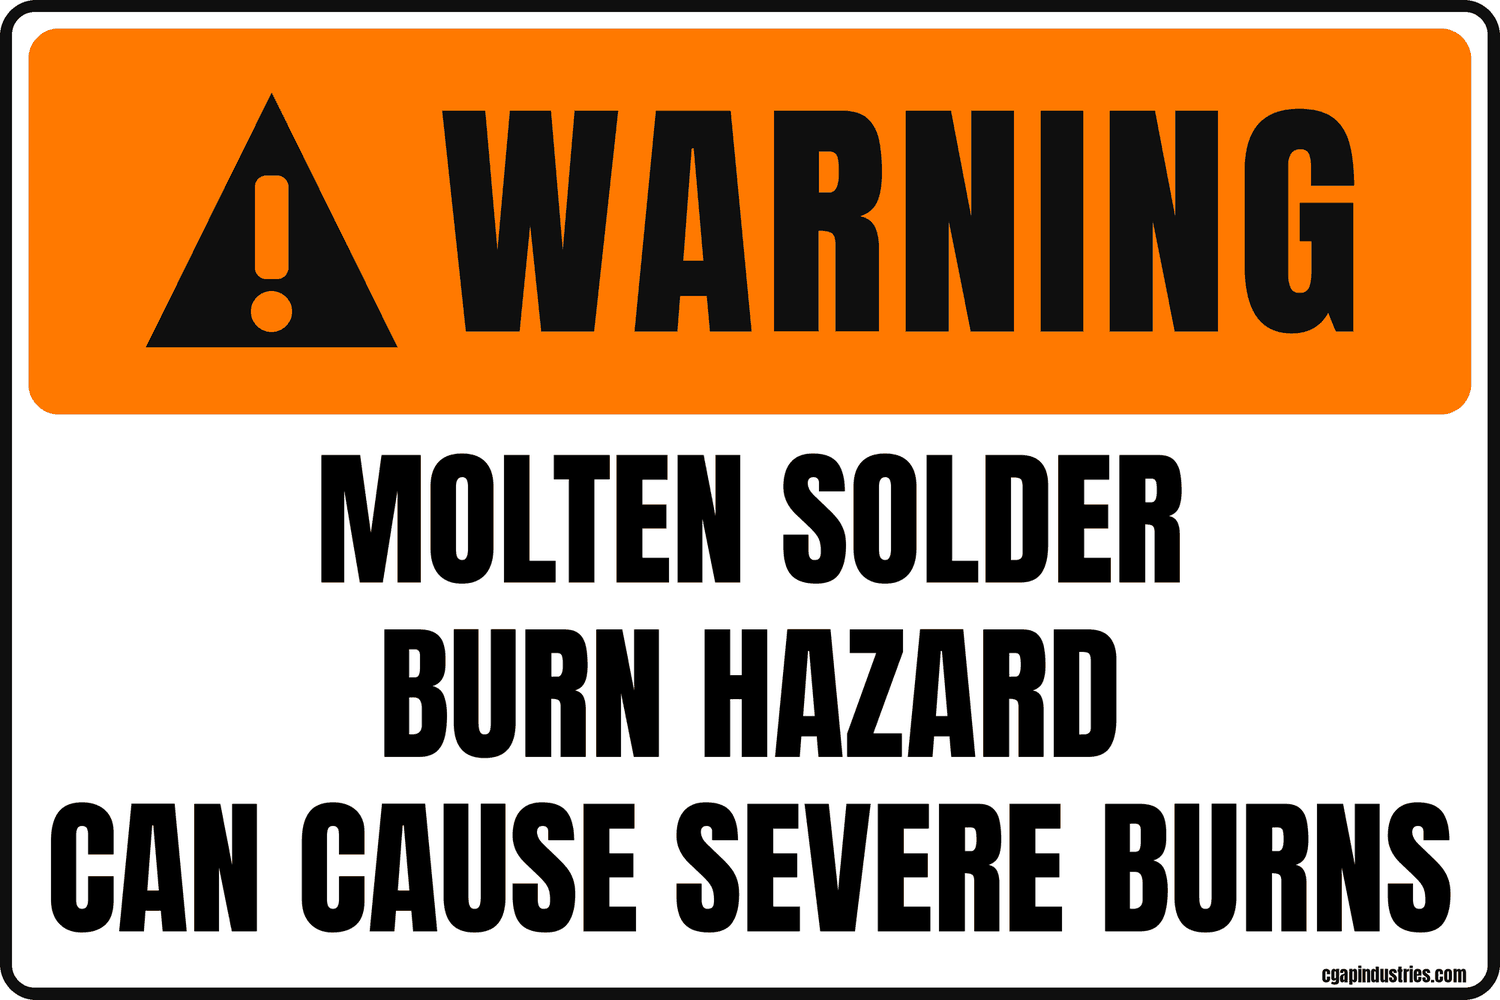 WARNING
MOLTEN SOLDER
BURN HAZARD
CAN CAUSE SEVERE BURNS
cgapindustries.com